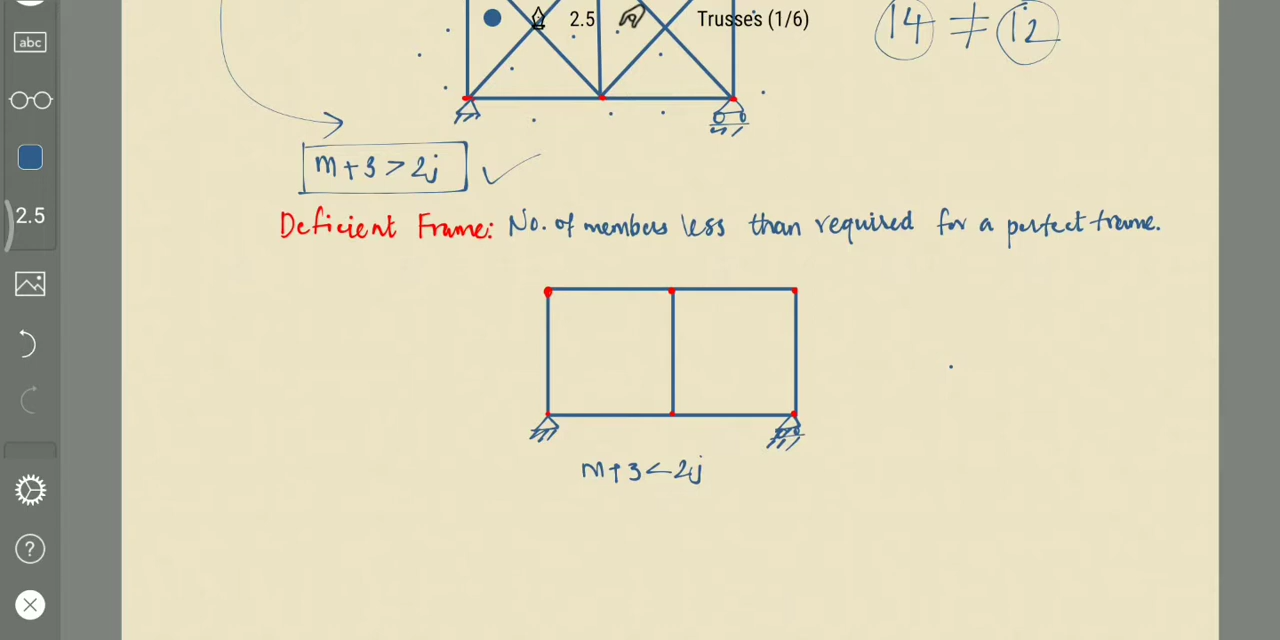 abc
2.5
Trusses (1/6)
14 ≠ 12
m+3 > 2j
2.5
Deficient Frame: No. of members less than required for a perfect frame.
m+3 < 2j
?